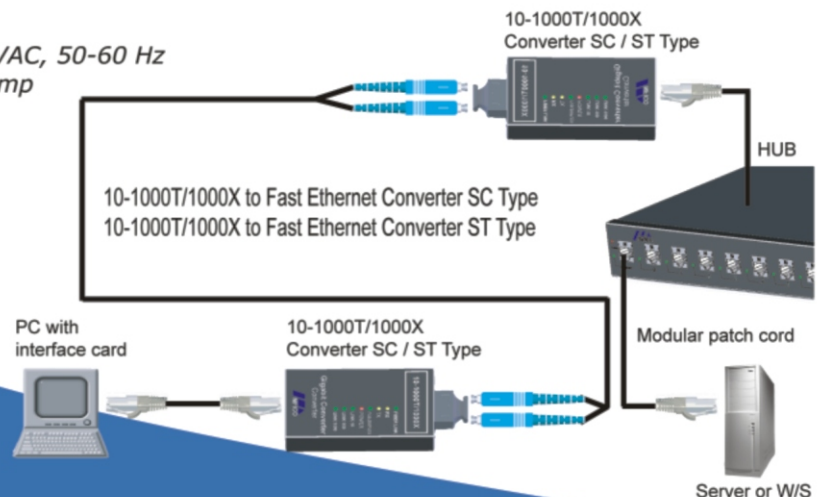 10-1000T/1000X
Converter SC / ST Type
/AC, 50-60 Hz
mp
HUB
10-1000T/1000X to Fast Ethernet Converter SC Type
10-1000T/1000X to Fast Ethernet Converter ST Type
PC with
interface card
10-1000T/1000X
Converter SC / ST Type
Modular patch cord
Server or W/S